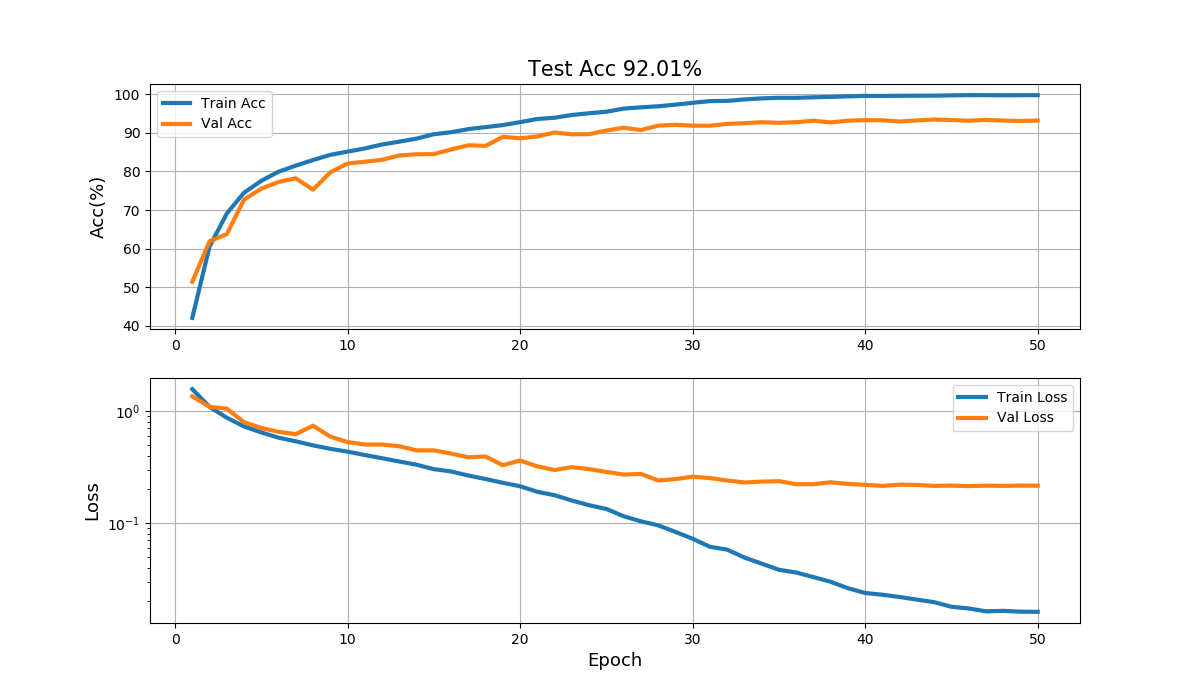 Test Acc 92.01%
Train Acc
Val Acc
Acc(%)
100
90
80
70
60
50
40
0 10 20 30 40 50
Train Loss
Val Loss
Loss
10⁰
10⁻¹
0 10 20 30 40 50
Epoch